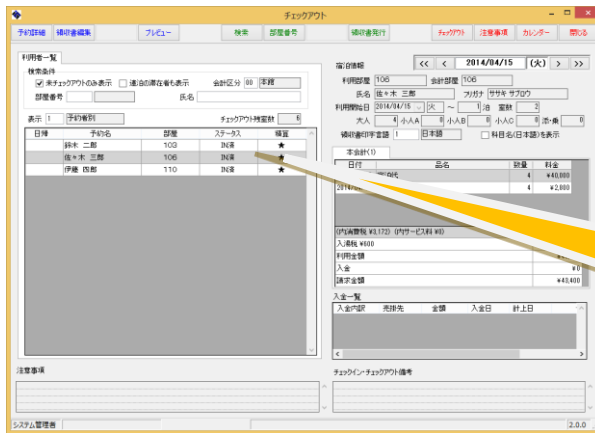 チェックアウト
予約詳細 領収書編集 プレビュー 検索 部屋番号 領収書発行 チェックアウト 注意事項 カレンダー 閉じる
利用者一覧
検索条件
未チェックアウトのみ表示 連泊の滞在者も表示 会計区分 00 本館
部屋番号 ～ 氏名
表示 1 予約者別 チェックアウト残室数 6
日帰 予約名 部屋 ステータス 精算
鈴木 二郎 103 IN済 ★
佐々木 三郎 106 IN済 ★
伊藤 四郎 110 IN済 ★
注意事項
宿泊情報 << < 2014/04/15 (火) > >>
利用部屋 106 会計部屋 106
氏名 佐々木 三郎 フリガナ ササキ サブロウ
利用開始日 2014/04/15 火 ～ 1 泊 室数 2
大人 4 小人A 0 小人B 0 小人C 0 添・乗 0
領収書印字言語 1 日本語 科目名(日本語)を表示
本会計(1)
日付 品名 数量 料金
4 ¥40,000
4 ¥2,800
(内消費税 ¥3,172) (内サービス料 ¥0)
入湯税 ¥600
利用金額
入金 ¥0
請求金額 ¥43,400
入金一覧
入金内訳 売掛先 金額 入金日 計上日
チェックイン・チェックアウト備考
システム管理者 2.0.0